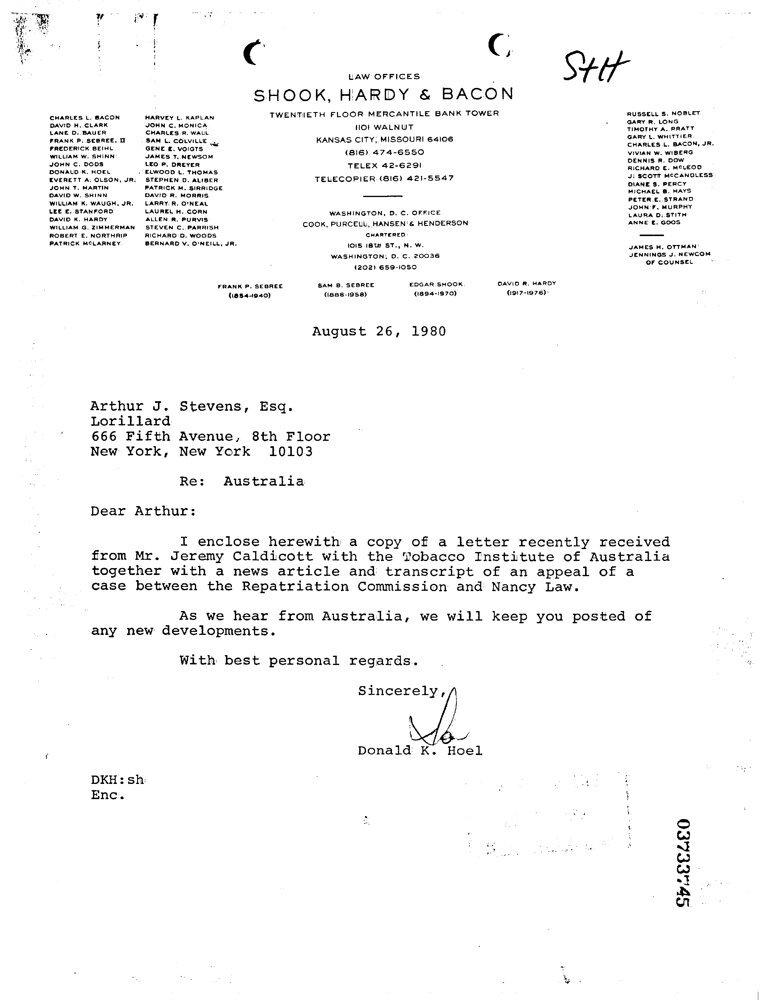 SHH
LAW OFFICES
SHOOK, HARDY & BACON
TWENTIETH FLOOR MERCANTILE BANK TOWER
1101 WALNUT
KANSAS CITY, MISSOURI 64106
(816) 474-6550
TELEX 42-6291
TELECOPIER (816) 421-5547
WASHINGTON, D. C. OFFICE
COOK, PURCELL, HANSEN & HENDERSON
CHARTERED
1015 18TH ST., N. W.
WASHINGTON, D. C. 20036
(202) 659-1050
CHARLES L. BACON
DAVID H. CLARK
LANE D. BAUER
FRANK P. SEBREE, II
FREDERICK BEIHL
WILLIAM W. SHINN
JOHN C. DODS
DONALD K. HOEL
EVERETT A. OLSON, JR.
JOHN T. MARTIN
DAVID W. SHINN
WILLIAM K. WAUGH, JR.
LEE E. STANFORD
DAVID K. HARDY
WILLIAM G. ZIMMERMAN
ROBERT E. NORTHRIP
PATRICK McLARNEY
HARVEY L. KAPLAN
JOHN C. MONICA
CHARLES R. WALL
SAM L. COLVILLE
GENE E. VOIGTS
JAMES T. NEWSOM
LEO P. DREYER
ELWOOD L. THOMAS
STEPHEN D. ALIBER
PATRICK M. SIRRIDGE
DAVID R. MORRIS
LARRY R. O'NEAL
LAUREL H. CORN
ALLEN R. PURVIS
STEVEN C. PARRISH
RICHARD D. WOODS
BERNARD V. O'NEILL, JR.
RUSSELL S. NOBLET
GARY R. LONG
TIMOTHY A. PRATT
GARY L. WHITTIER
CHARLES L. BACON, JR.
VIVIAN W. WIBERG
DENNIS R. DOW
RICHARD E. McLEOD
J. SCOTT McCANDLESS
DIANE S. PERCY
MICHAEL B. HAYS
PETER E. STRAND
JOHN F. MURPHY
LAURA D. STITH
ANNE E. GOOS
JAMES H. OTTMAN
JENNINGS J. NEWCOM
OF COUNSEL
FRANK P. SEBREE SAM B. SEBREE EDGAR SHOOK DAVID R. HARDY
(1854-1940) (1888-1958) (1894-1970) (1917-1976)
August 26, 1980
Arthur J. Stevens, Esq.
Lorillard
666 Fifth Avenue, 8th Floor
New York, New York 10103
Re: Australia
Dear Arthur:
I enclose herewith a copy of a letter recently received
from Mr. Jeremy Caldicott with the Tobacco Institute of Australia
together with a news article and transcript of an appeal of a
case between the Repatriation Commission and Nancy Law.
As we hear from Australia, we will keep you posted of
any new developments.
With best personal regards.
Sincerely,
Donald K. Hoel
DKH:sh
Enc.
03733745